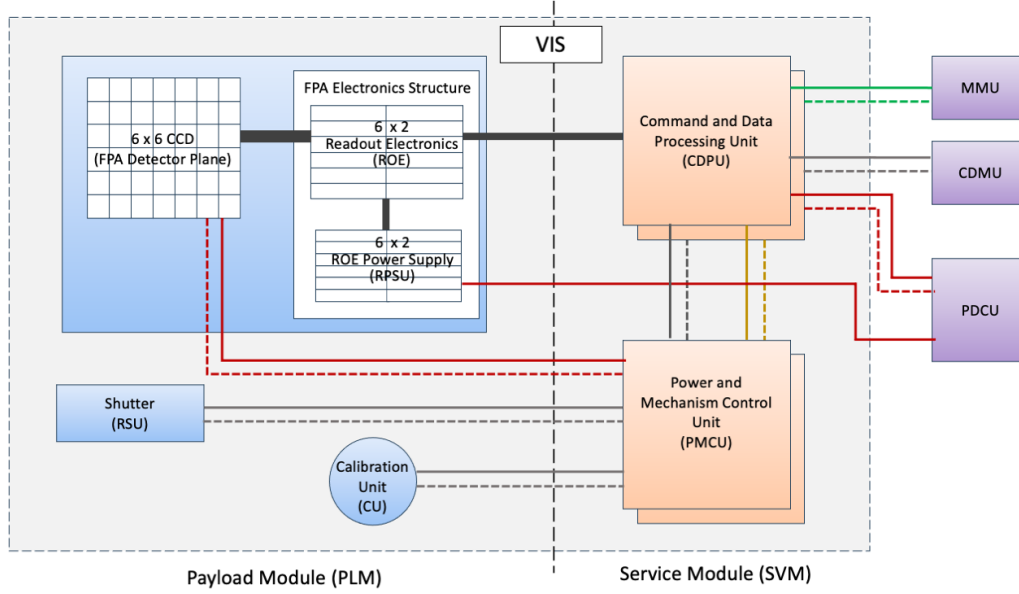 VIS
FPA Electronics Structure
6 x 6 CCD
(FPA Detector Plane)
6 x 2
Readout Electronics
(ROE)
6 x 2
ROE Power Supply
(RPSU)
Command and Data
Processing Unit
(CDPU)
MMU
CDMU
PDCU
Power and
Mechanism Control
Unit
(PMCU)
Shutter
(RSU)
Calibration
Unit
(CU)
Payload Module (PLM)
Service Module (SVM)